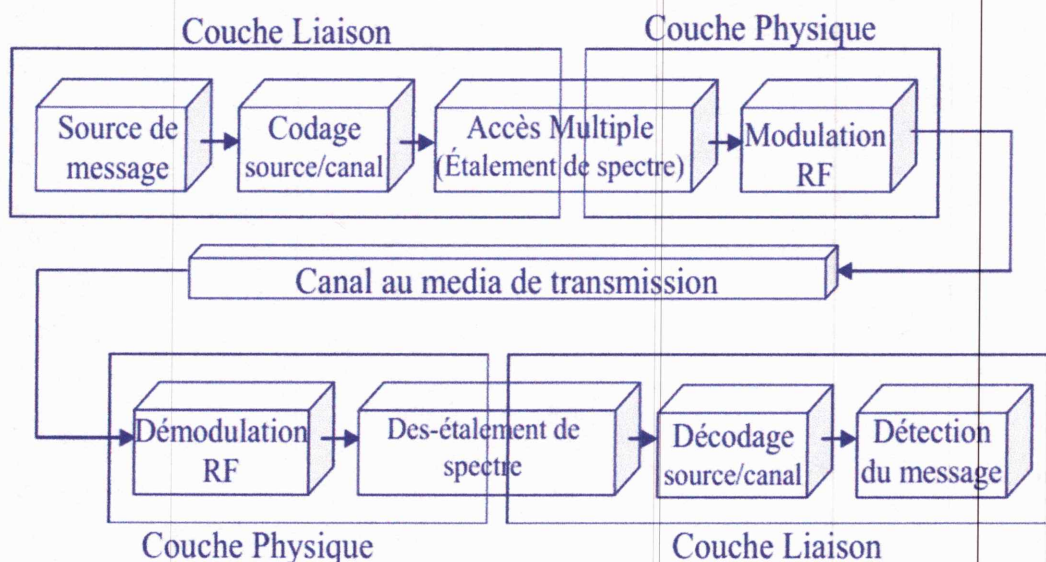 Couche Liaison
Couche Physique
Source de
message
Codage
source/canal
Accès Multiple
(Étalement de spectre)
Modulation
RF
Canal au media de transmission
Démodulation
RF
Des-étalement de
spectre
Décodage
source/canal
Détection
du message
Couche Physique
Couche Liaison